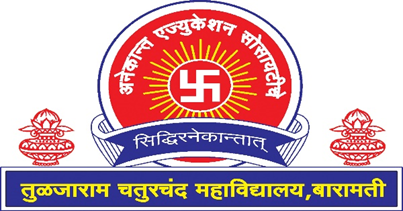 अनेकान्त एज्युकेशन सोसायटीचे
सिद्धिरनेकान्तात्
तुळजाराम चतुरचंद महाविद्यालय,बारामती